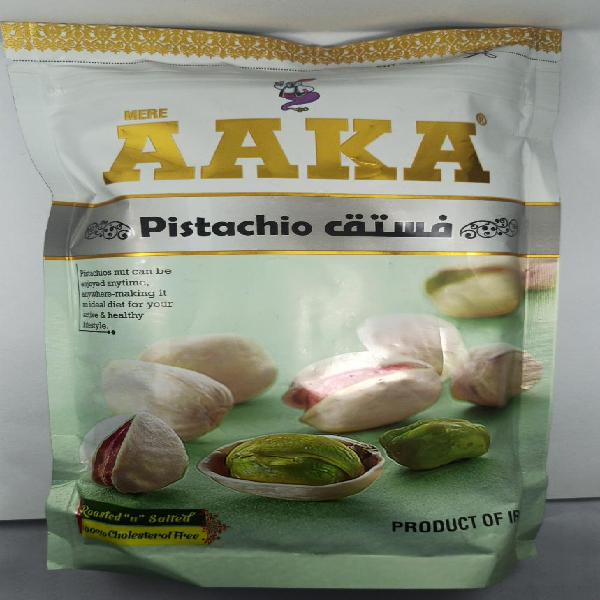 MERE
AAKA®
Pistachio فستق
Pistachios nut can be
enjoyed anytime,
anywhere-making it
an ideal diet for your
active & healthy
lifestyle.
Roasted "n" Salted
100% Cholesterol Free
PRODUCT OF IR